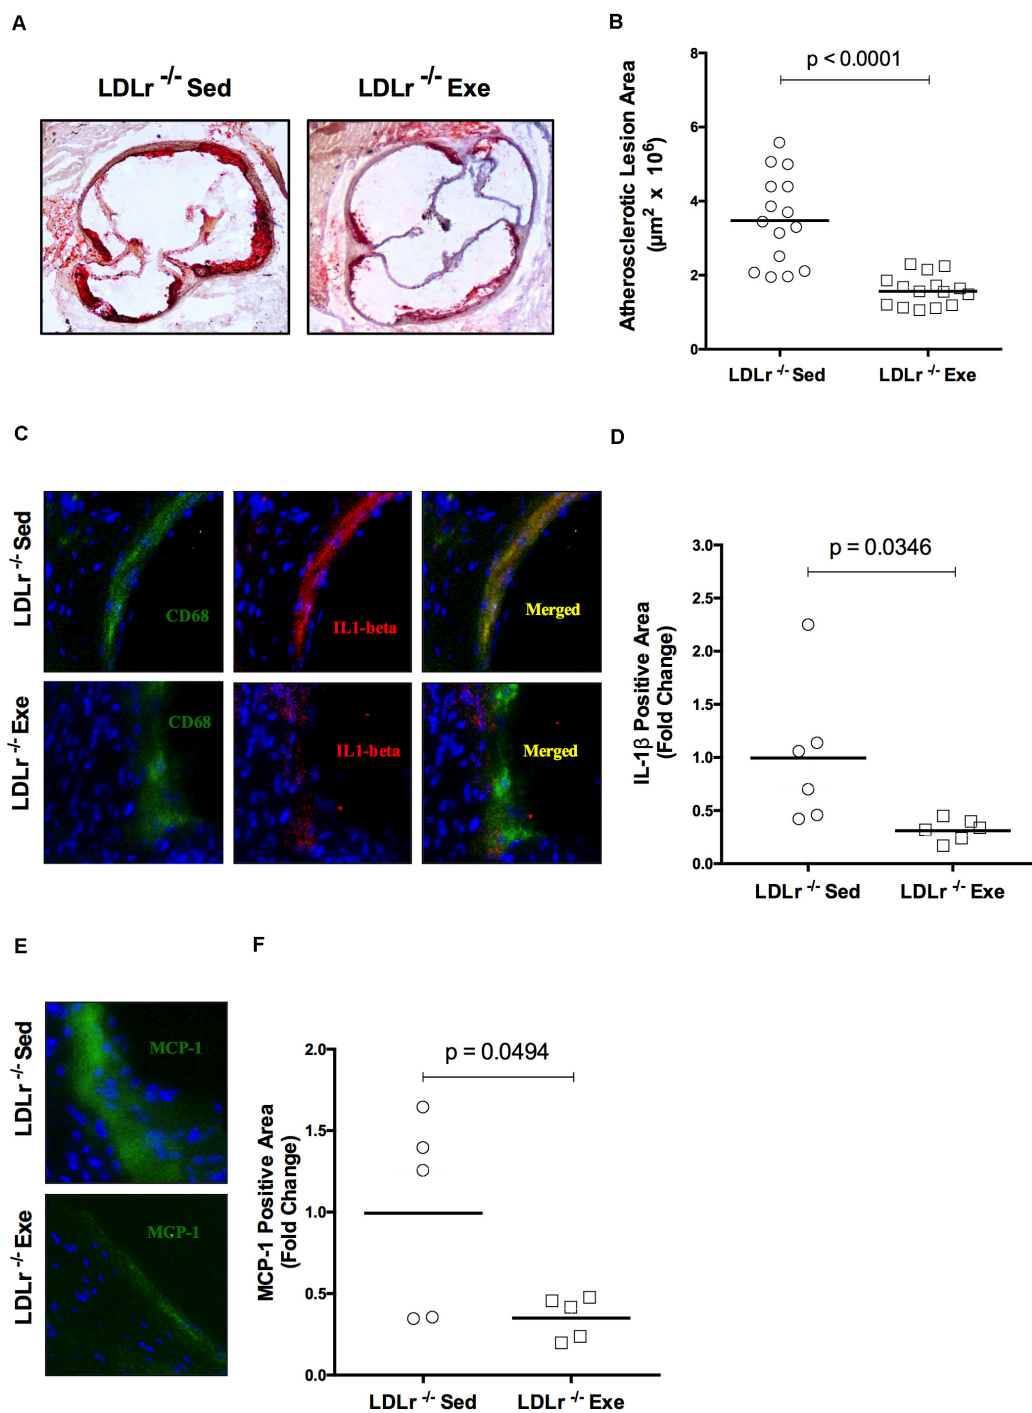 A
LDLr -/- Sed
LDLr -/- Exe
B
p < 0.0001
Atherosclerotic Lesion Area
(µm² x 10⁶)
8
6
4
2
0
LDLr -/- Sed
LDLr -/- Exe
C
LDLr -/- Sed
CD68
IL1-beta
Merged
LDLr -/- Exe
CD68
IL1-beta
Merged
D
p = 0.0346
IL-1β Positive Area
(Fold Change)
3.0
2.5
2.0
1.5
1.0
0.5
0.0
LDLr -/- Sed
LDLr -/- Exe
E
LDLr -/- Sed
MCP-1
LDLr -/- Exe
MCP-1
F
p = 0.0494
MCP-1 Positive Area
(Fold Change)
2.0
1.5
1.0
0.5
0.0
LDLr -/- Sed
LDLr -/- Exe